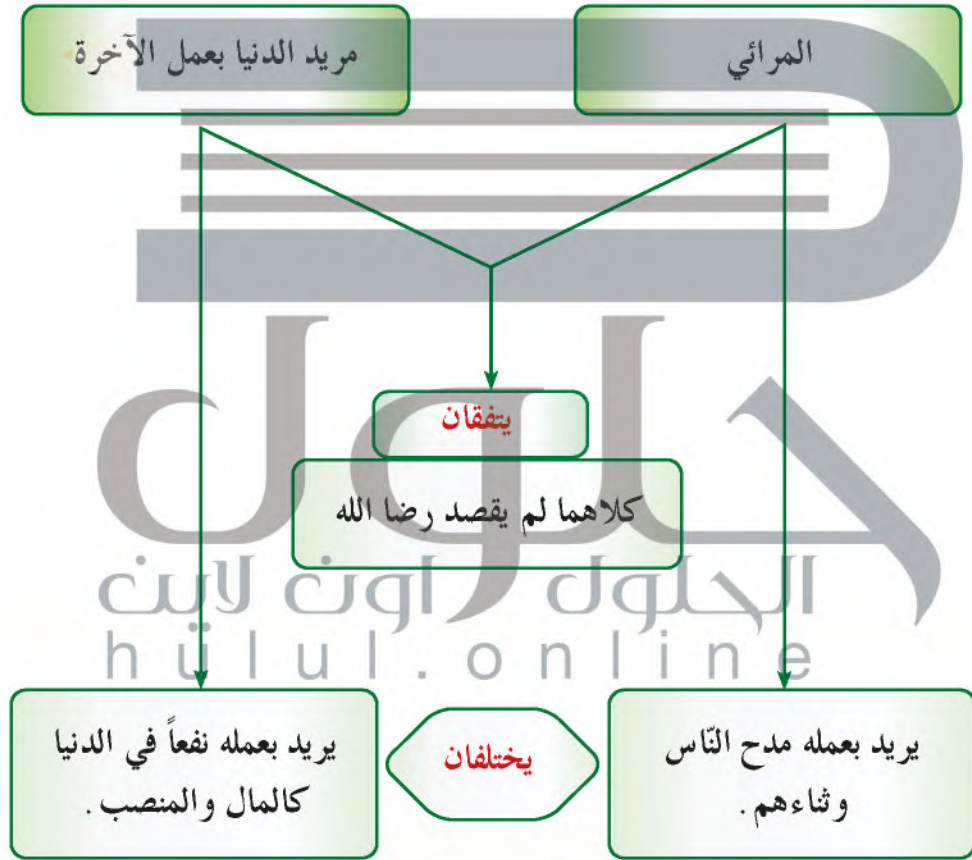 المرائي
مريد الدنيا بعمل الآخرة
يتفقان
كلاهما لم يقصد رضا الله
حلول
الحلول اون لاين
hulul.online
يريد بعمله مدح النّاس
وثناءهم.
يختلفان
يريد بعمله نفعاً في الدنيا
كالمال والمنصب.